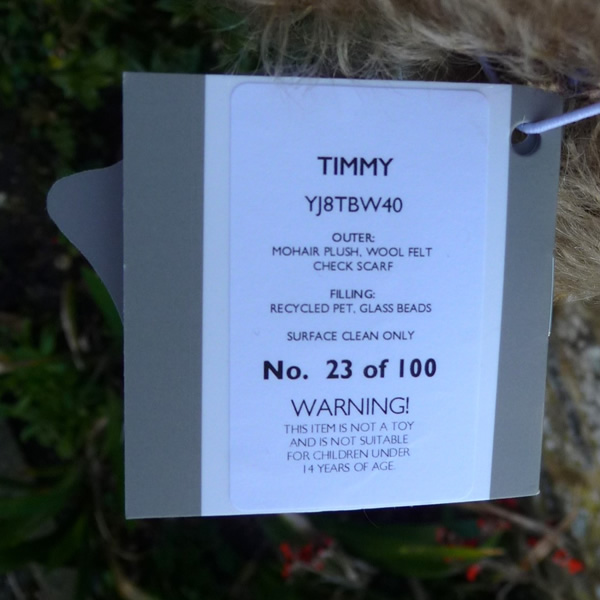 TIMMY
YJ8TBW40
OUTER:
MOHAIR PLUSH, WOOL FELT
CHECK SCARF
FILLING:
RECYCLED PET, GLASS BEADS
SURFACE CLEAN ONLY
No. 23 of 100
WARNING!
THIS ITEM IS NOT A TOY
AND IS NOT SUITABLE
FOR CHILDREN UNDER
14 YEARS OF AGE.